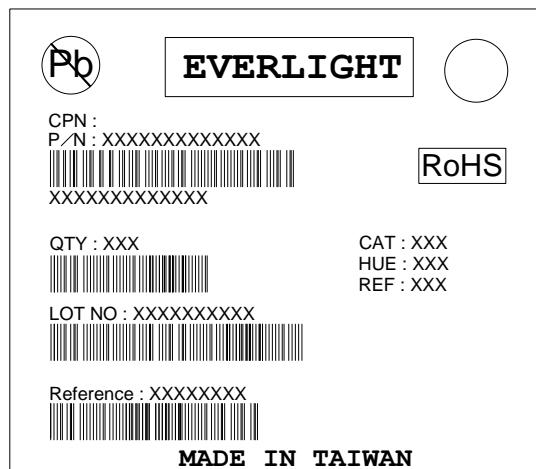 Pb
EVERLIGHT
CPN :
P/N : XXXXXXXXXXXXX
RoHS
XXXXXXXXXXXXX
QTY : XXX
CAT : XXX
HUE : XXX
REF : XXX
LOT NO : XXXXXXXXXX
Reference : XXXXXXXX
MADE IN TAIWAN